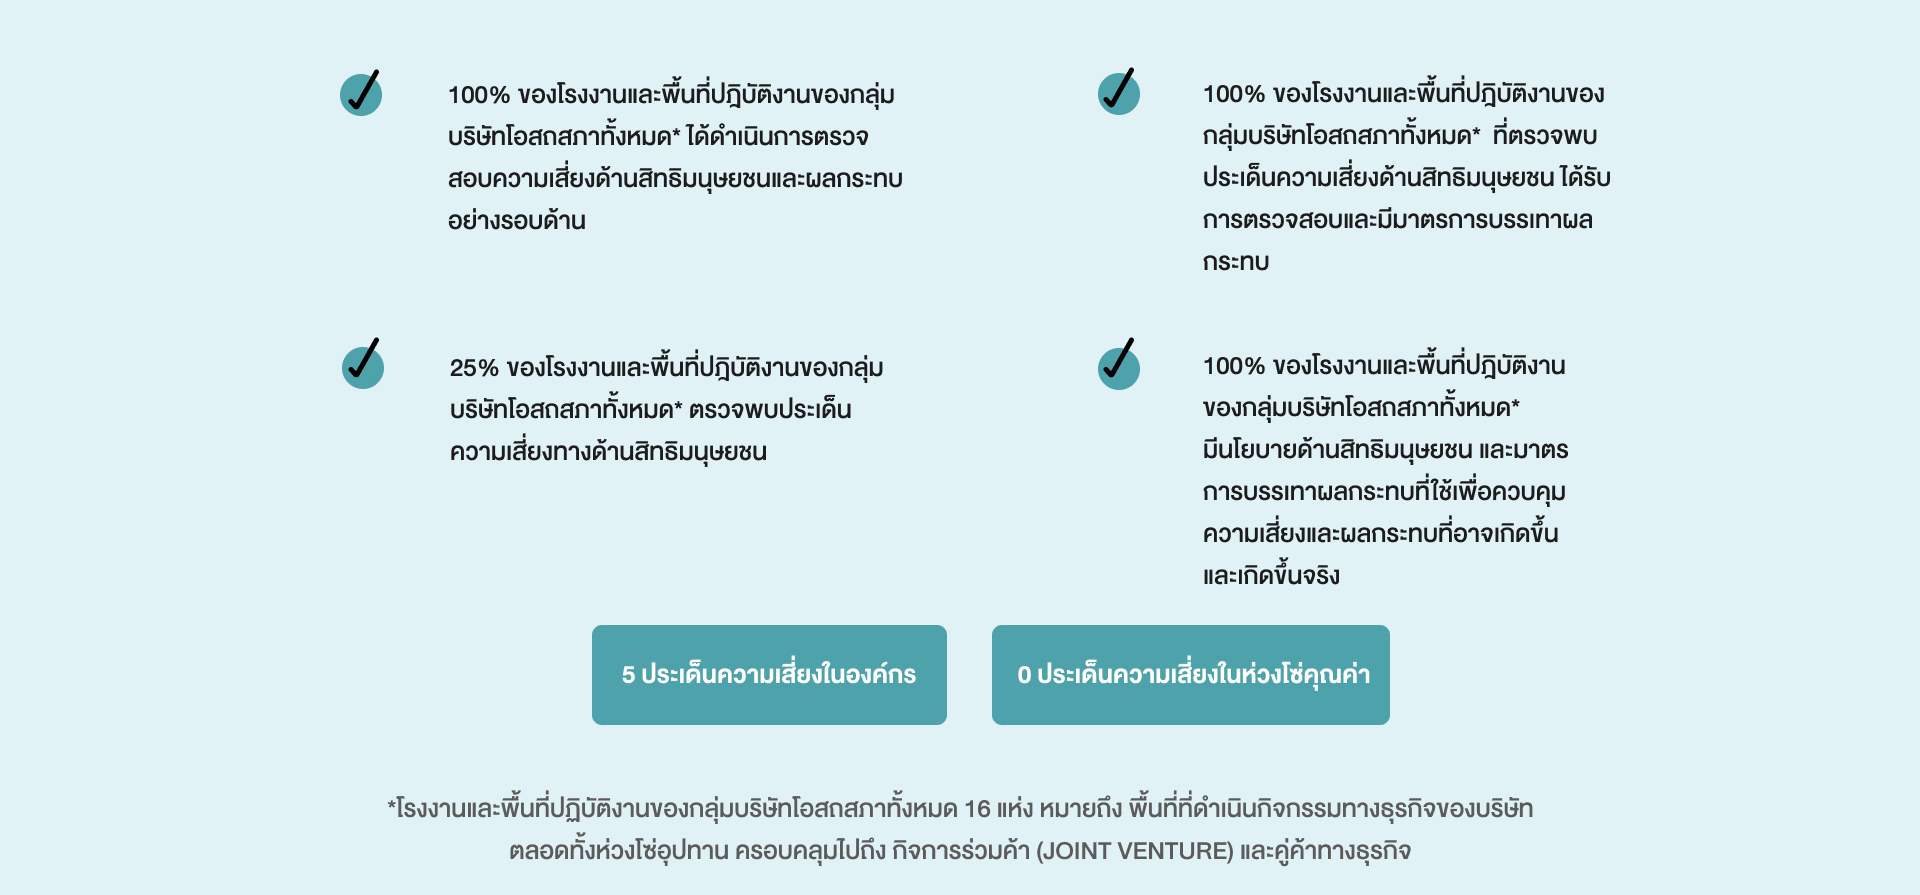 100% ของโรงงานและพื้นที่ปฎิบัติงานของกลุ่ม
บริษัทโอสถสภาทั้งหมด* ได้ดำเนินการตรวจ
สอบความเสี่ยงด้านสิทธิมนุษยชนและผลกระทบ
อย่างรอบด้าน
100% ของโรงงานและพื้นที่ปฎิบัติงานของ
กลุ่มบริษัทโอสถสภาทั้งหมด* ที่ตรวจพบ
ประเด็นความเสี่ยงด้านสิทธิมนุษยชน ได้รับ
การตรวจสอบและมีมาตรการบรรเทาผล
กระทบ
25% ของโรงงานและพื้นที่ปฎิบัติงานของกลุ่ม
บริษัทโอสถสภาทั้งหมด* ตรวจพบประเด็น
ความเสี่ยงทางด้านสิทธิมนุษยชน
100% ของโรงงานและพื้นที่ปฎิบัติงาน
ของกลุ่มบริษัทโอสถสภาทั้งหมด*
มีนโยบายด้านสิทธิมนุษยชน และมาตร
การบรรเทาผลกระทบที่ใช้เพื่อควบคุม
ความเสี่ยงและผลกระทบที่อาจเกิดขึ้น
และเกิดขึ้นจริง
5 ประเด็นความเสี่ยงในองค์กร
0 ประเด็นความเสี่ยงในห่วงโซ่คุณค่า
*โรงงานและพื้นที่ปฏิบัติงานของกลุ่มบริษัทโอสถสภาทั้งหมด 16 แห่ง หมายถึง พื้นที่ที่ดำเนินกิจกรรมทางธุรกิจของบริษัท
ตลอดทั้งห่วงโซ่อุปทาน ครอบคลุมไปถึง กิจการร่วมค้า (JOINT VENTURE) และคู่ค้าทางธุรกิจ